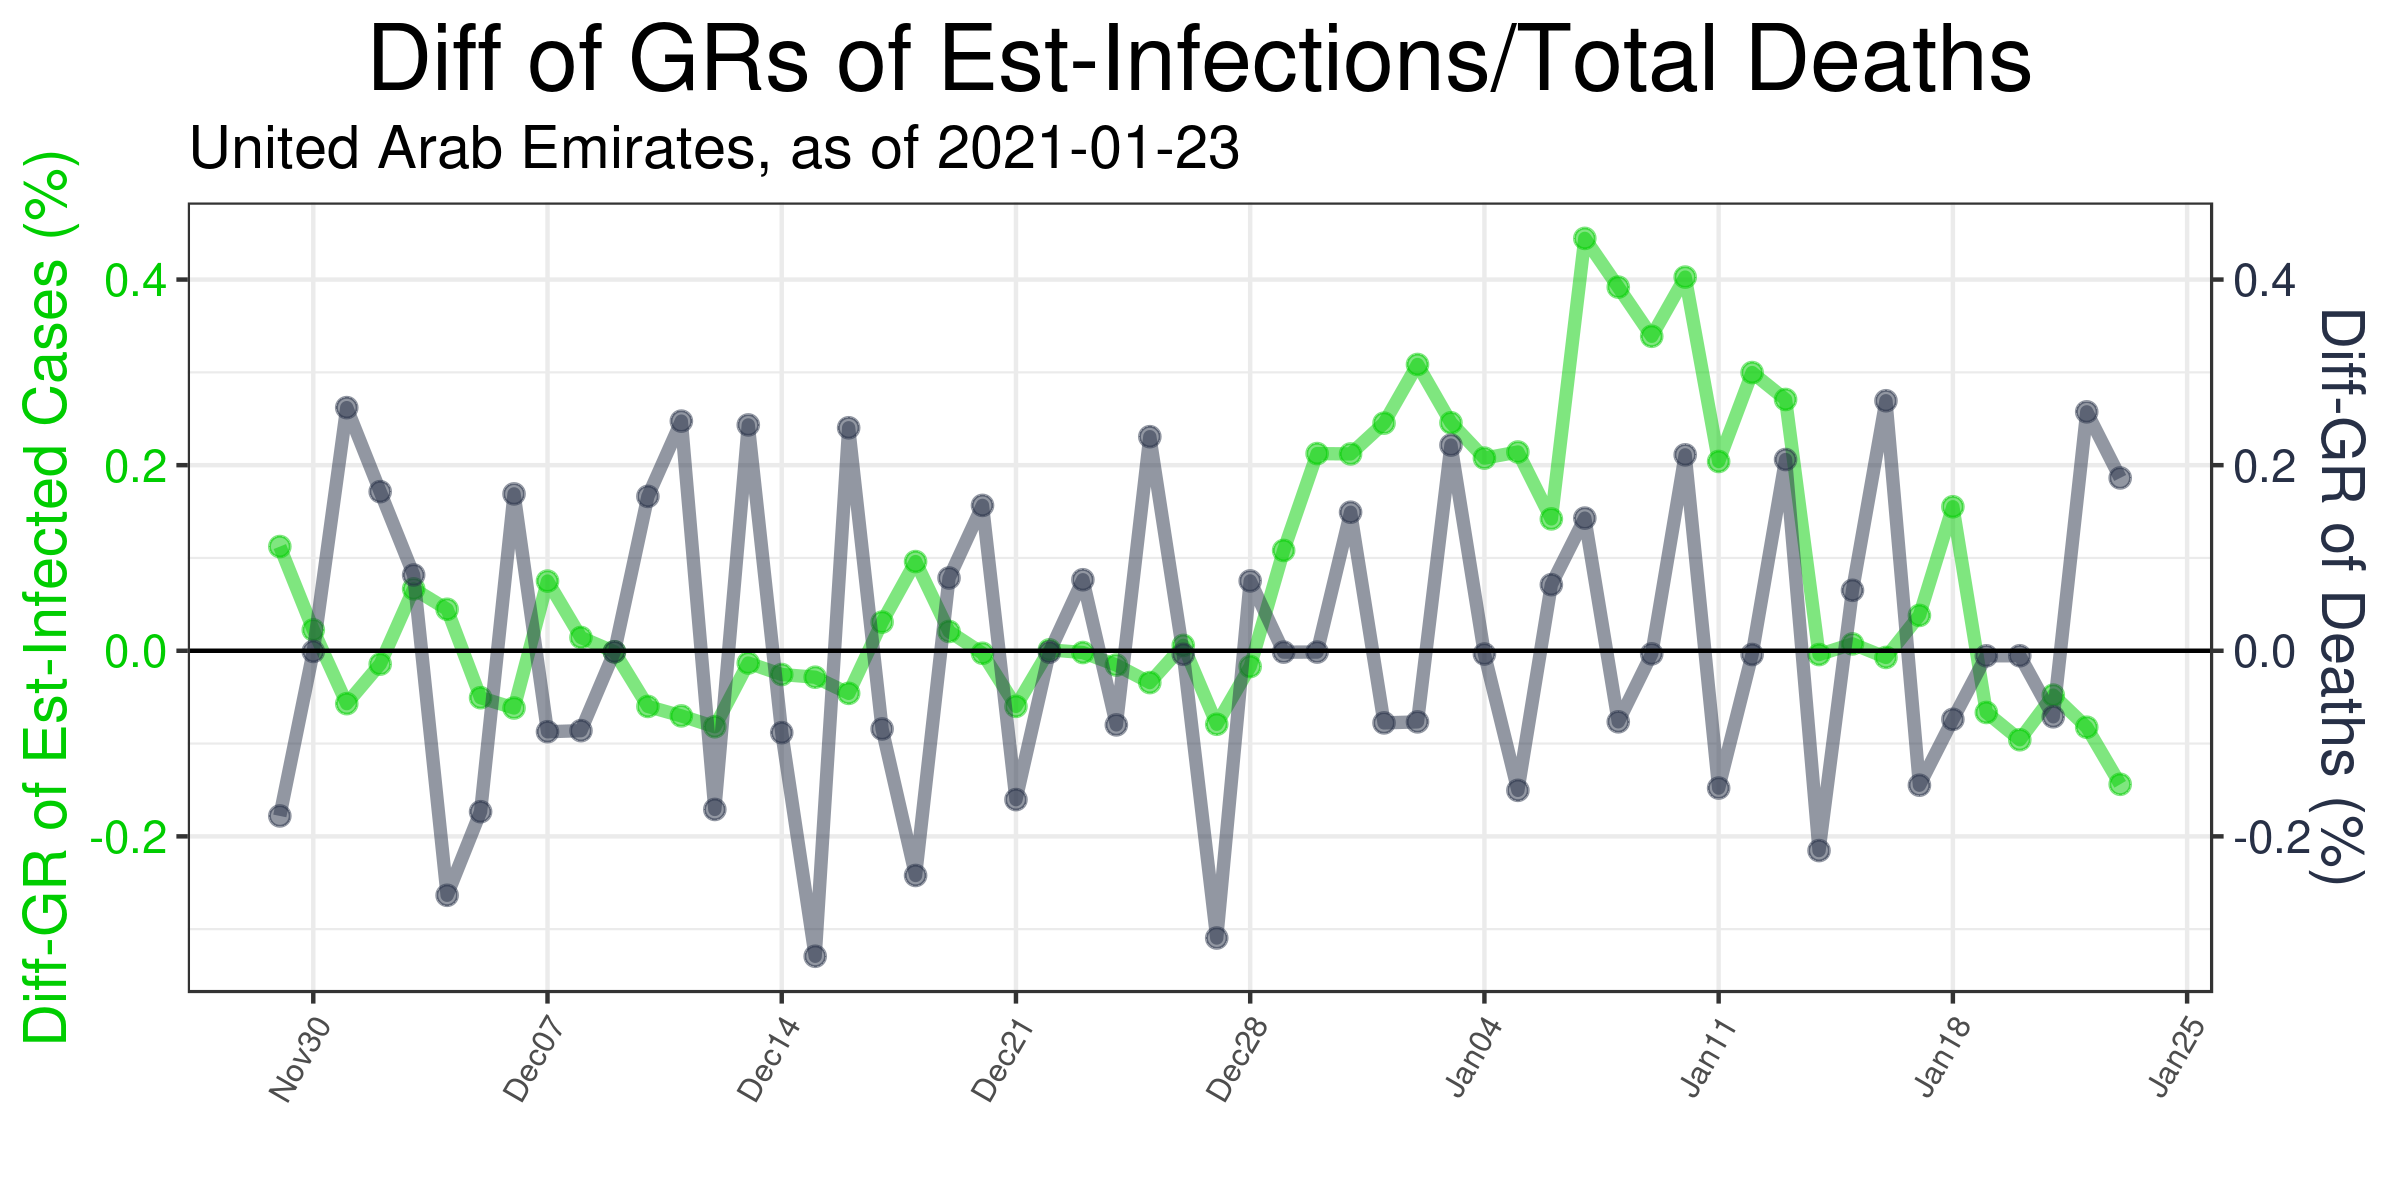 Diff of GRs of Est-Infections/Total Deaths
United Arab Emirates, as of 2021-01-23
Diff-GR of Est-Infected Cases (%)
0.4
0.2
0.0
-0.2
0.4
0.2
0.0
-0.2
Diff-GR of Deaths (%)
Nov30
Dec07
Dec14
Dec21
Dec28
Jan04
Jan11
Jan18
Jan25